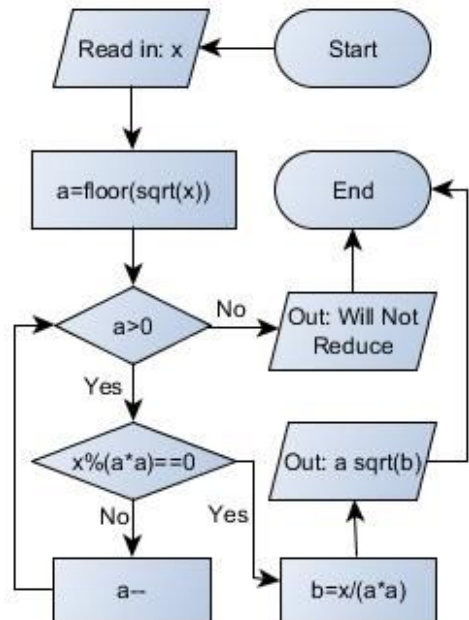 Start
Read in: x
a=floor(sqrt(x))
a>0
No
Out: Will Not
Reduce
End
Yes
x%(a*a)==0
No
a--
Yes
b=x/(a*a)
Out: a sqrt(b)